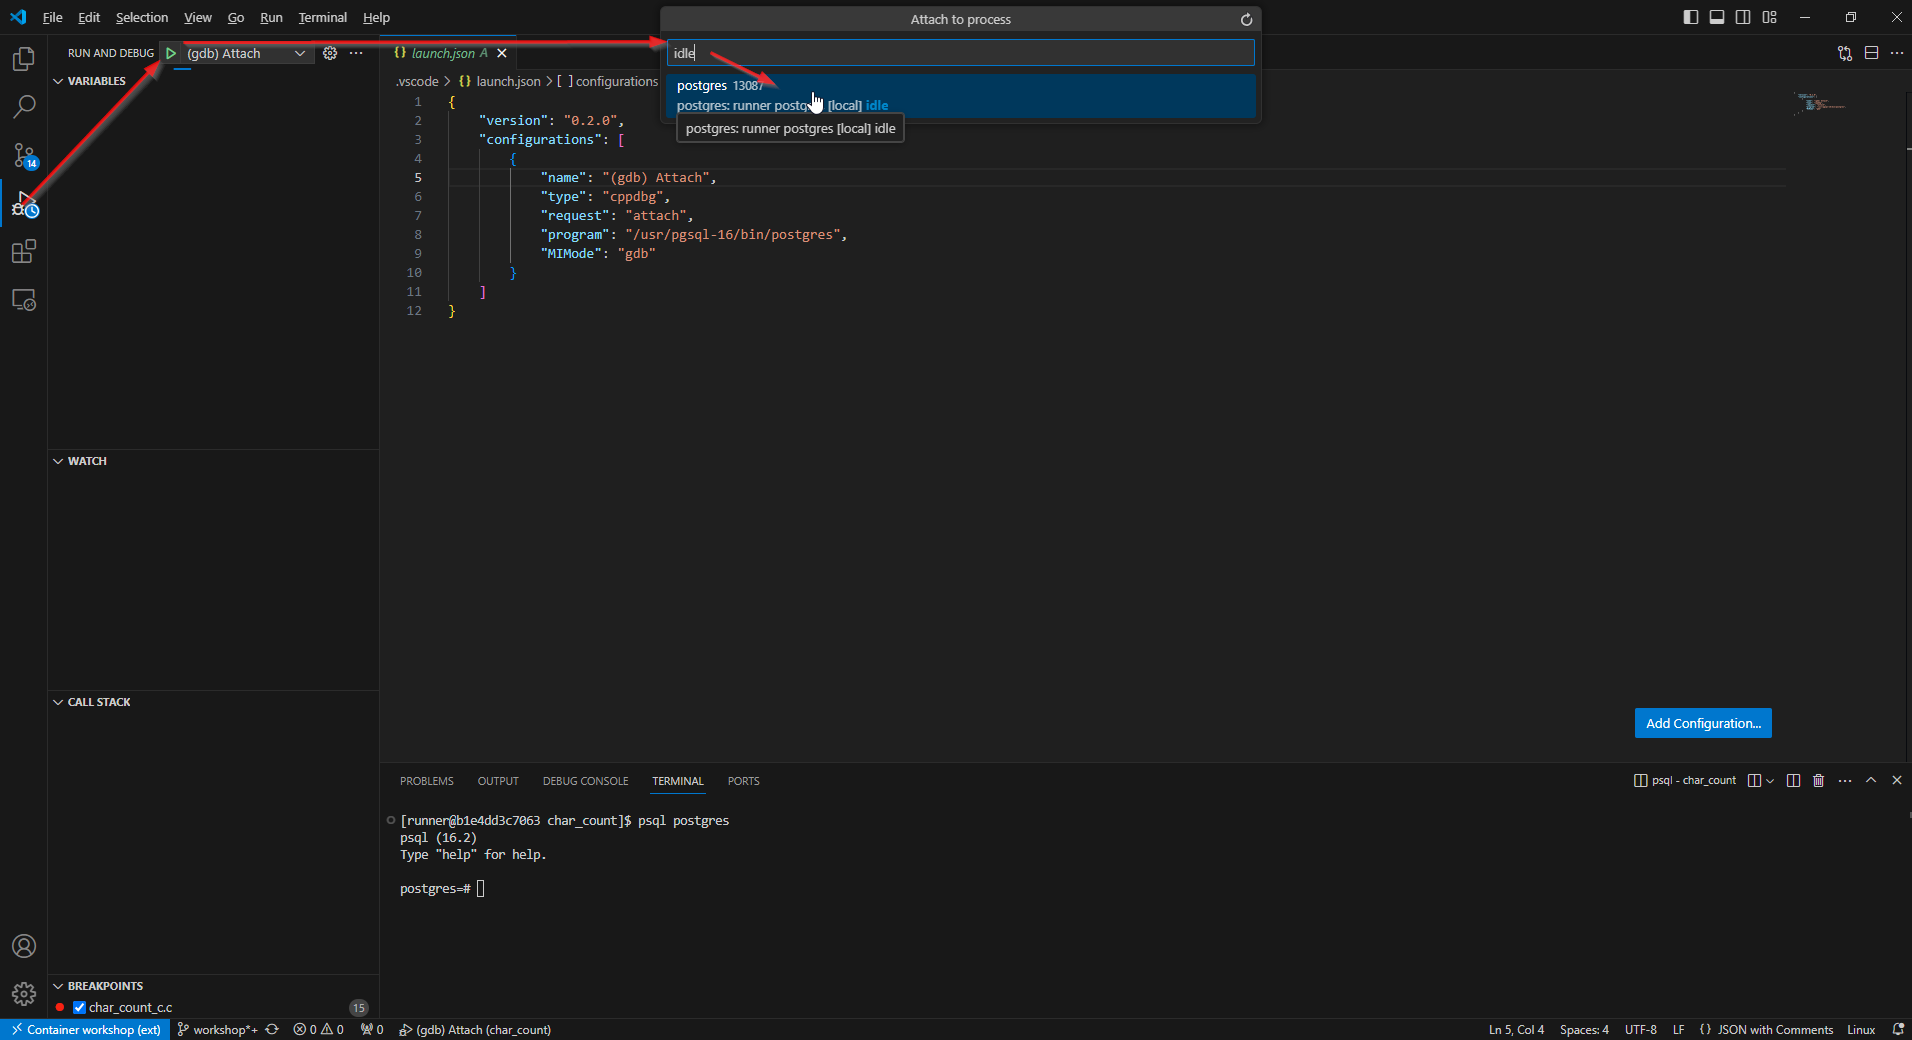 File Edit Selection View Go Run Terminal Help
Attach to process
RUN AND DEBUG (gdb) Attach
launch.json A
idle
postgres 13087
postgres: runner postgres [local] idle
postgres: runner postgres [local] idle
VARIABLES
.vscode > {} launch.json > [ ] configurations
1 {
2 "version": "0.2.0",
3 "configurations": [
4 {
5 "name": "(gdb) Attach",
6 "type": "cppdbg",
7 "request": "attach",
8 "program": "/usr/pgsql-16/bin/postgres",
9 "MIMode": "gdb"
10 }
11 ]
12 }
14
WATCH
CALL STACK
Add Configuration...
PROBLEMS OUTPUT DEBUG CONSOLE TERMINAL PORTS
psql - char_count
[runner@b1e4dd3c7063 char_count]$ psql postgres
psql (16.2)
Type "help" for help.
postgres=#
BREAKPOINTS
char_count_c.c 15
Container workshop (ext) workshop*+ 0 0 0 (gdb) Attach (char_count)
Ln 5, Col 4 Spaces: 4 UTF-8 LF {} JSON with Comments Linux